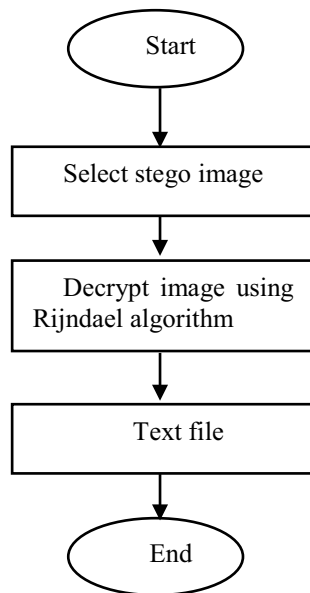 Start
Select stego image
Decrypt image using
Rijndael algorithm
Text file
End